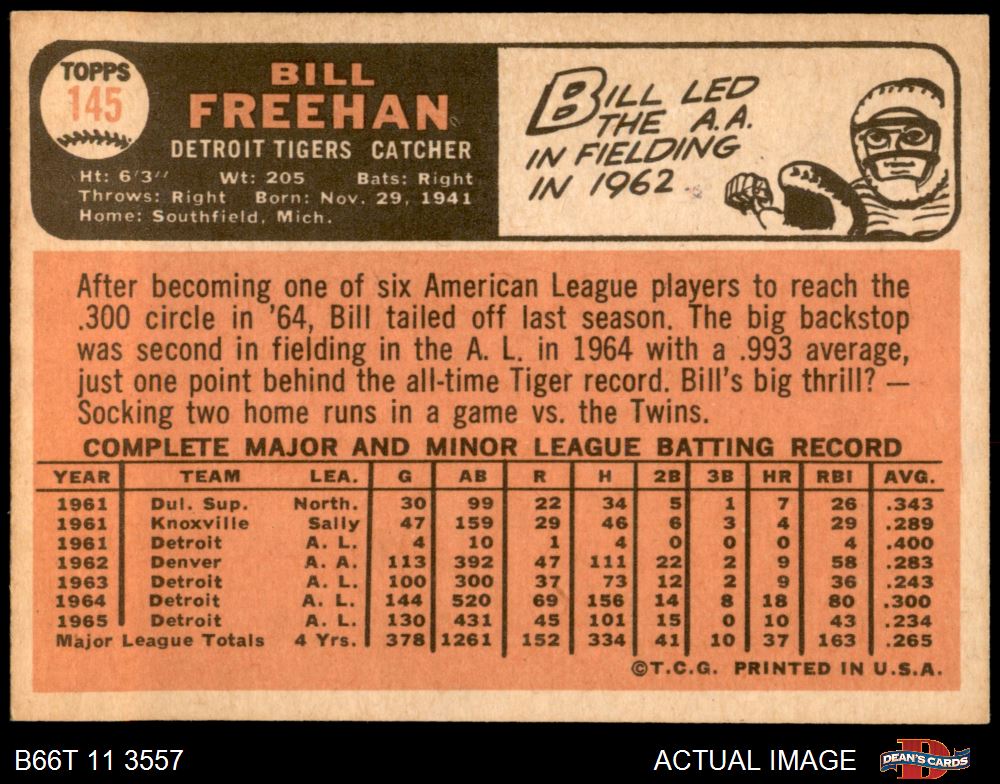 TOPPS
145
BILL
FREEHAN
DETROIT TIGERS CATCHER
Ht: 6'3" Wt: 205 Bats: Right
Throws: Right Born: Nov. 29, 1941
Home: Southfield, Mich.
BILL LED
THE A.A.
IN FIELDING
IN 1962
After becoming one of six American League players to reach the
.300 circle in '64, Bill tailed off last season. The big backstop
was second in fielding in the A. L. in 1964 with a .993 average,
just one point behind the all-time Tiger record. Bill's big thrill? —
Socking two home runs in a game vs. the Twins.
COMPLETE MAJOR AND MINOR LEAGUE BATTING RECORD
YEAR TEAM LEA. G AB R H 2B 3B HR RBI AVG.
1961 Dul. Sup. North. 30 99 22 34 5 1 7 26 .343
1961 Knoxville Sally 47 159 29 46 6 3 4 29 .289
1961 Detroit A. L. 4 10 1 4 0 0 0 4 .400
1962 Denver A. A. 113 392 47 111 22 2 9 58 .283
1963 Detroit A. L. 100 300 37 73 12 2 9 36 .243
1964 Detroit A. L. 144 520 69 156 14 8 18 80 .300
1965 Detroit A. L. 130 431 45 101 15 0 10 43 .234
Major League Totals 4 Yrs. 378 1261 152 334 41 10 37 163 .265
©T.C.G. PRINTED IN U.S.A.
B66T 11 3557
ACTUAL IMAGE
D
DEAN'S CARDS